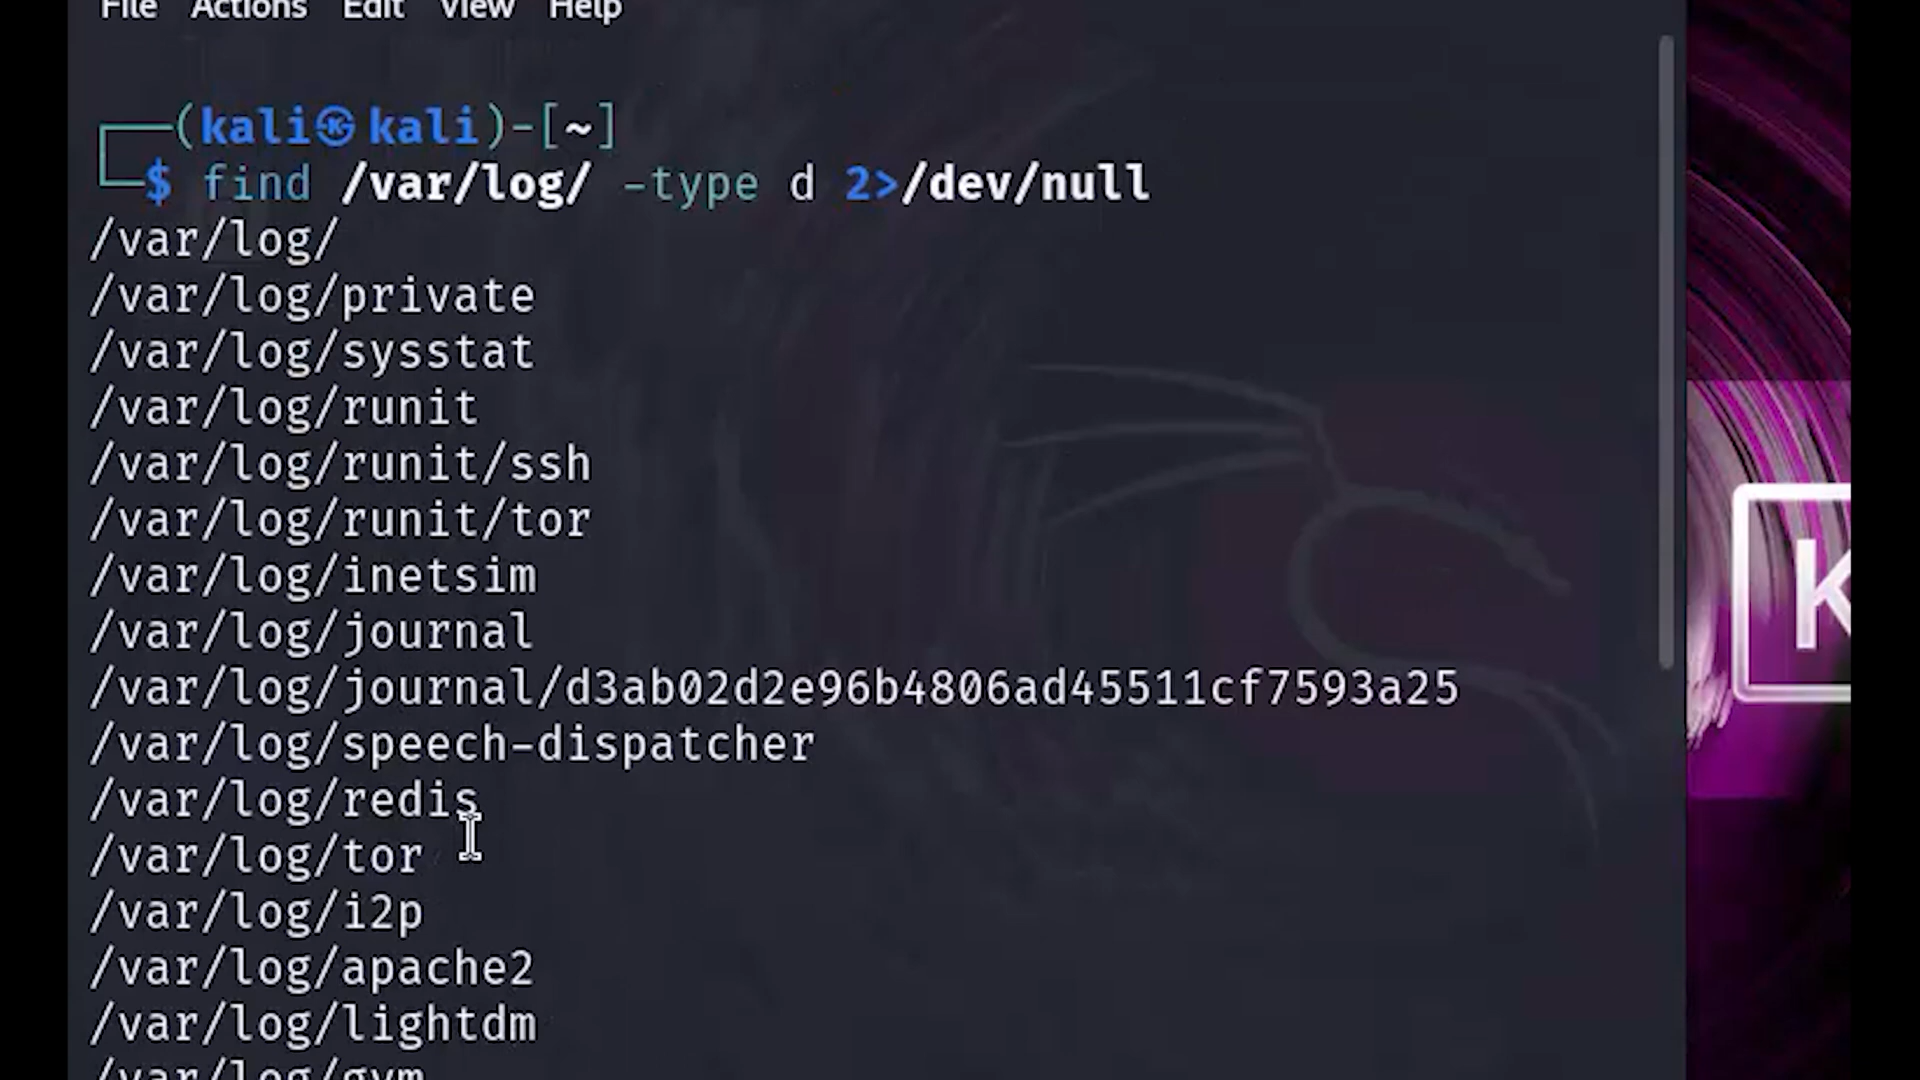 File Actions Edit View Help
(kali㉿kali)-[~]
$ find /var/log/ -type d 2>/dev/null
/var/log/
/var/log/private
/var/log/sysstat
/var/log/runit
/var/log/runit/ssh
/var/log/runit/tor
/var/log/inetsim
/var/log/journal
/var/log/journal/d3ab02d2e96b4806ad45511cf7593a25
/var/log/speech-dispatcher
/var/log/redis
/var/log/tor
/var/log/i2p
/var/log/apache2
/var/log/lightdm
/var/log/gvm
K